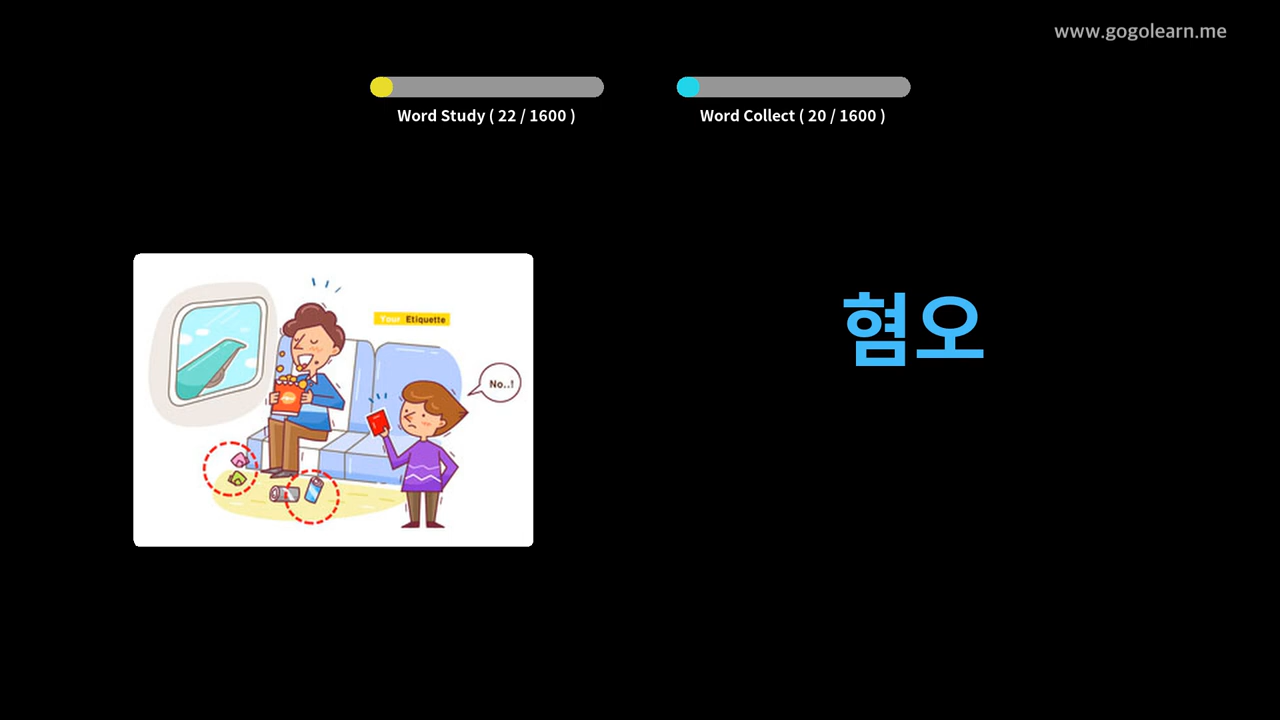 www.gogolearn.me
Word Study ( 22 / 1600 )
Word Collect ( 20 / 1600 )
Your Etiquette
No..!
혐오